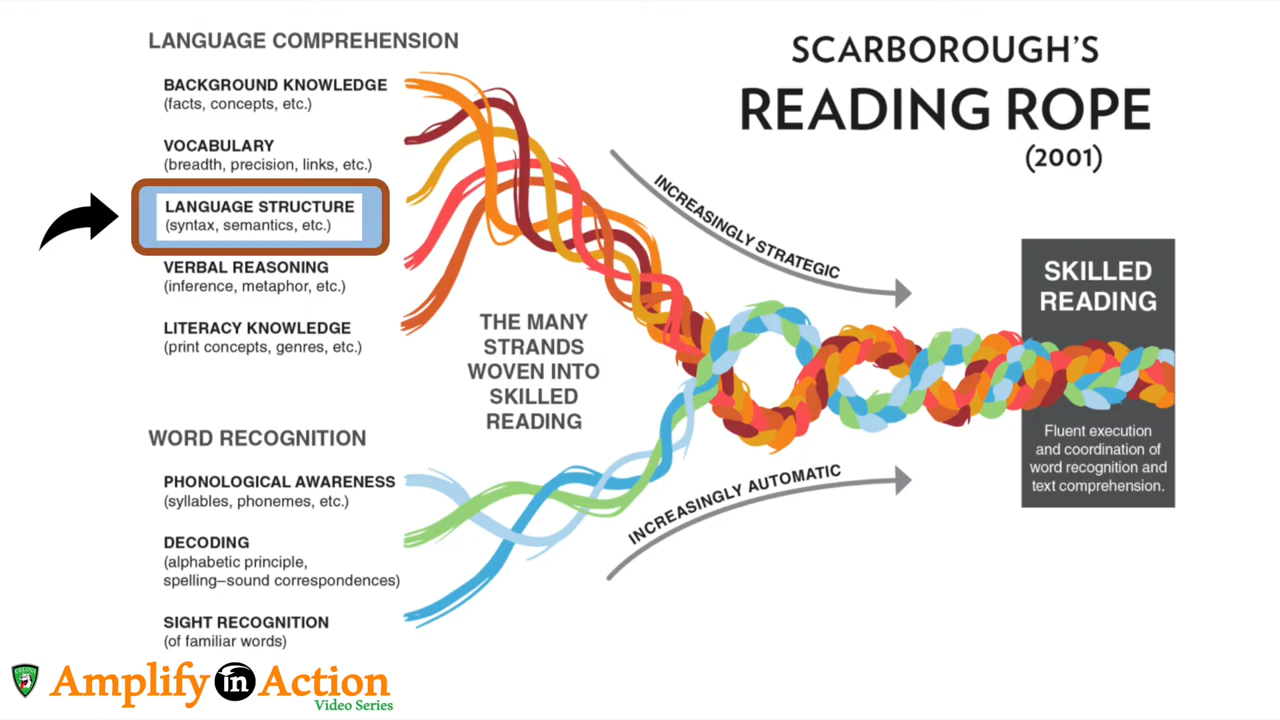 LANGUAGE COMPREHENSION
BACKGROUND KNOWLEDGE
(facts, concepts, etc.)
VOCABULARY
(breadth, precision, links, etc.)
LANGUAGE STRUCTURE
(syntax, semantics, etc.)
VERBAL REASONING
(inference, metaphor, etc.)
LITERACY KNOWLEDGE
(print concepts, genres, etc.)
WORD RECOGNITION
PHONOLOGICAL AWARENESS
(syllables, phonemes, etc.)
DECODING
(alphabetic principle,
spelling–sound correspondences)
SIGHT RECOGNITION
(of familiar words)
THE MANY
STRANDS
WOVEN INTO
SKILLED
READING
SCARBOROUGH'S
READING ROPE
(2001)
INCREASINGLY STRATEGIC
INCREASINGLY AUTOMATIC
SKILLED
READING
Fluent execution
and coordination of
word recognition and
text comprehension.
Amplify in Action
Video Series